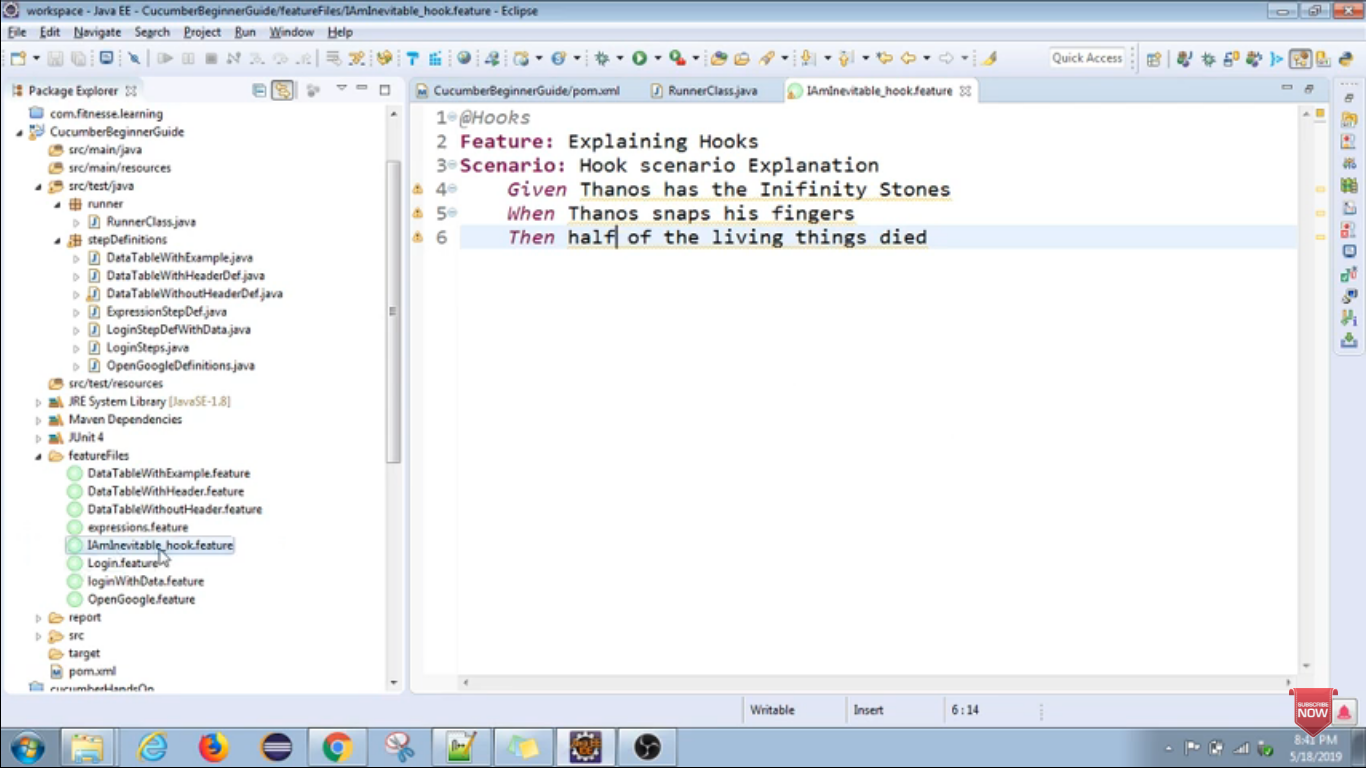 workspace - Java EE - CucumberBeginnerGuide/featureFiles/IAmInevitable_hook.feature - Eclipse
File Edit Navigate Search Project Run Window Help
Quick Access
Package Explorer
CucumberBeginnerGuide/pom.xml RunnerClass.java IAmInevitable_hook.feature
com.fitnesse.learning
CucumberBeginnerGuide
src/main/java
src/main/resources
src/test/java
runner
RunnerClass.java
stepDefinitions
DataTableWithExample.java
DataTableWithHeaderDef.java
DataTableWithoutHeaderDef.java
ExpressionStepDef.java
LoginStepDefWithData.java
LoginSteps.java
OpenGoogleDefinitions.java
src/test/resources
JRE System Library [JavaSE-1.8]
Maven Dependencies
JUnit 4
featureFiles
DataTableWithExample.feature
DataTableWithHeader.feature
DataTableWithoutHeader.feature
expressions.feature
IAmInevitable_hook.feature
Login.feature
loginWithData.feature
OpenGoogle.feature
report
src
target
pom.xml
cucumberHandsOn
1 @Hooks
2 Feature: Explaining Hooks
3 Scenario: Hook scenario Explanation
4 Given Thanos has the Inifinity Stones
5 When Thanos snaps his fingers
6 Then half of the living things died
Writable Insert 6 : 14
SUBSCRIBE
NOW
8:41 PM
5/18/2019